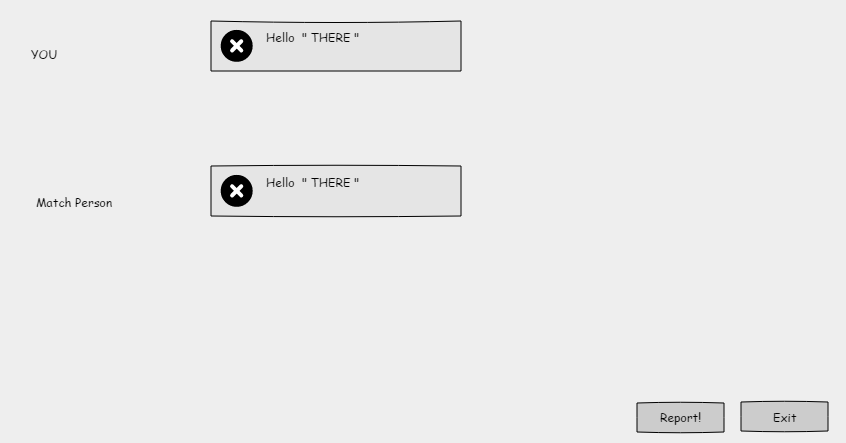 YOU
Hello " THERE "
Match Person
Hello " THERE "
Report!
Exit